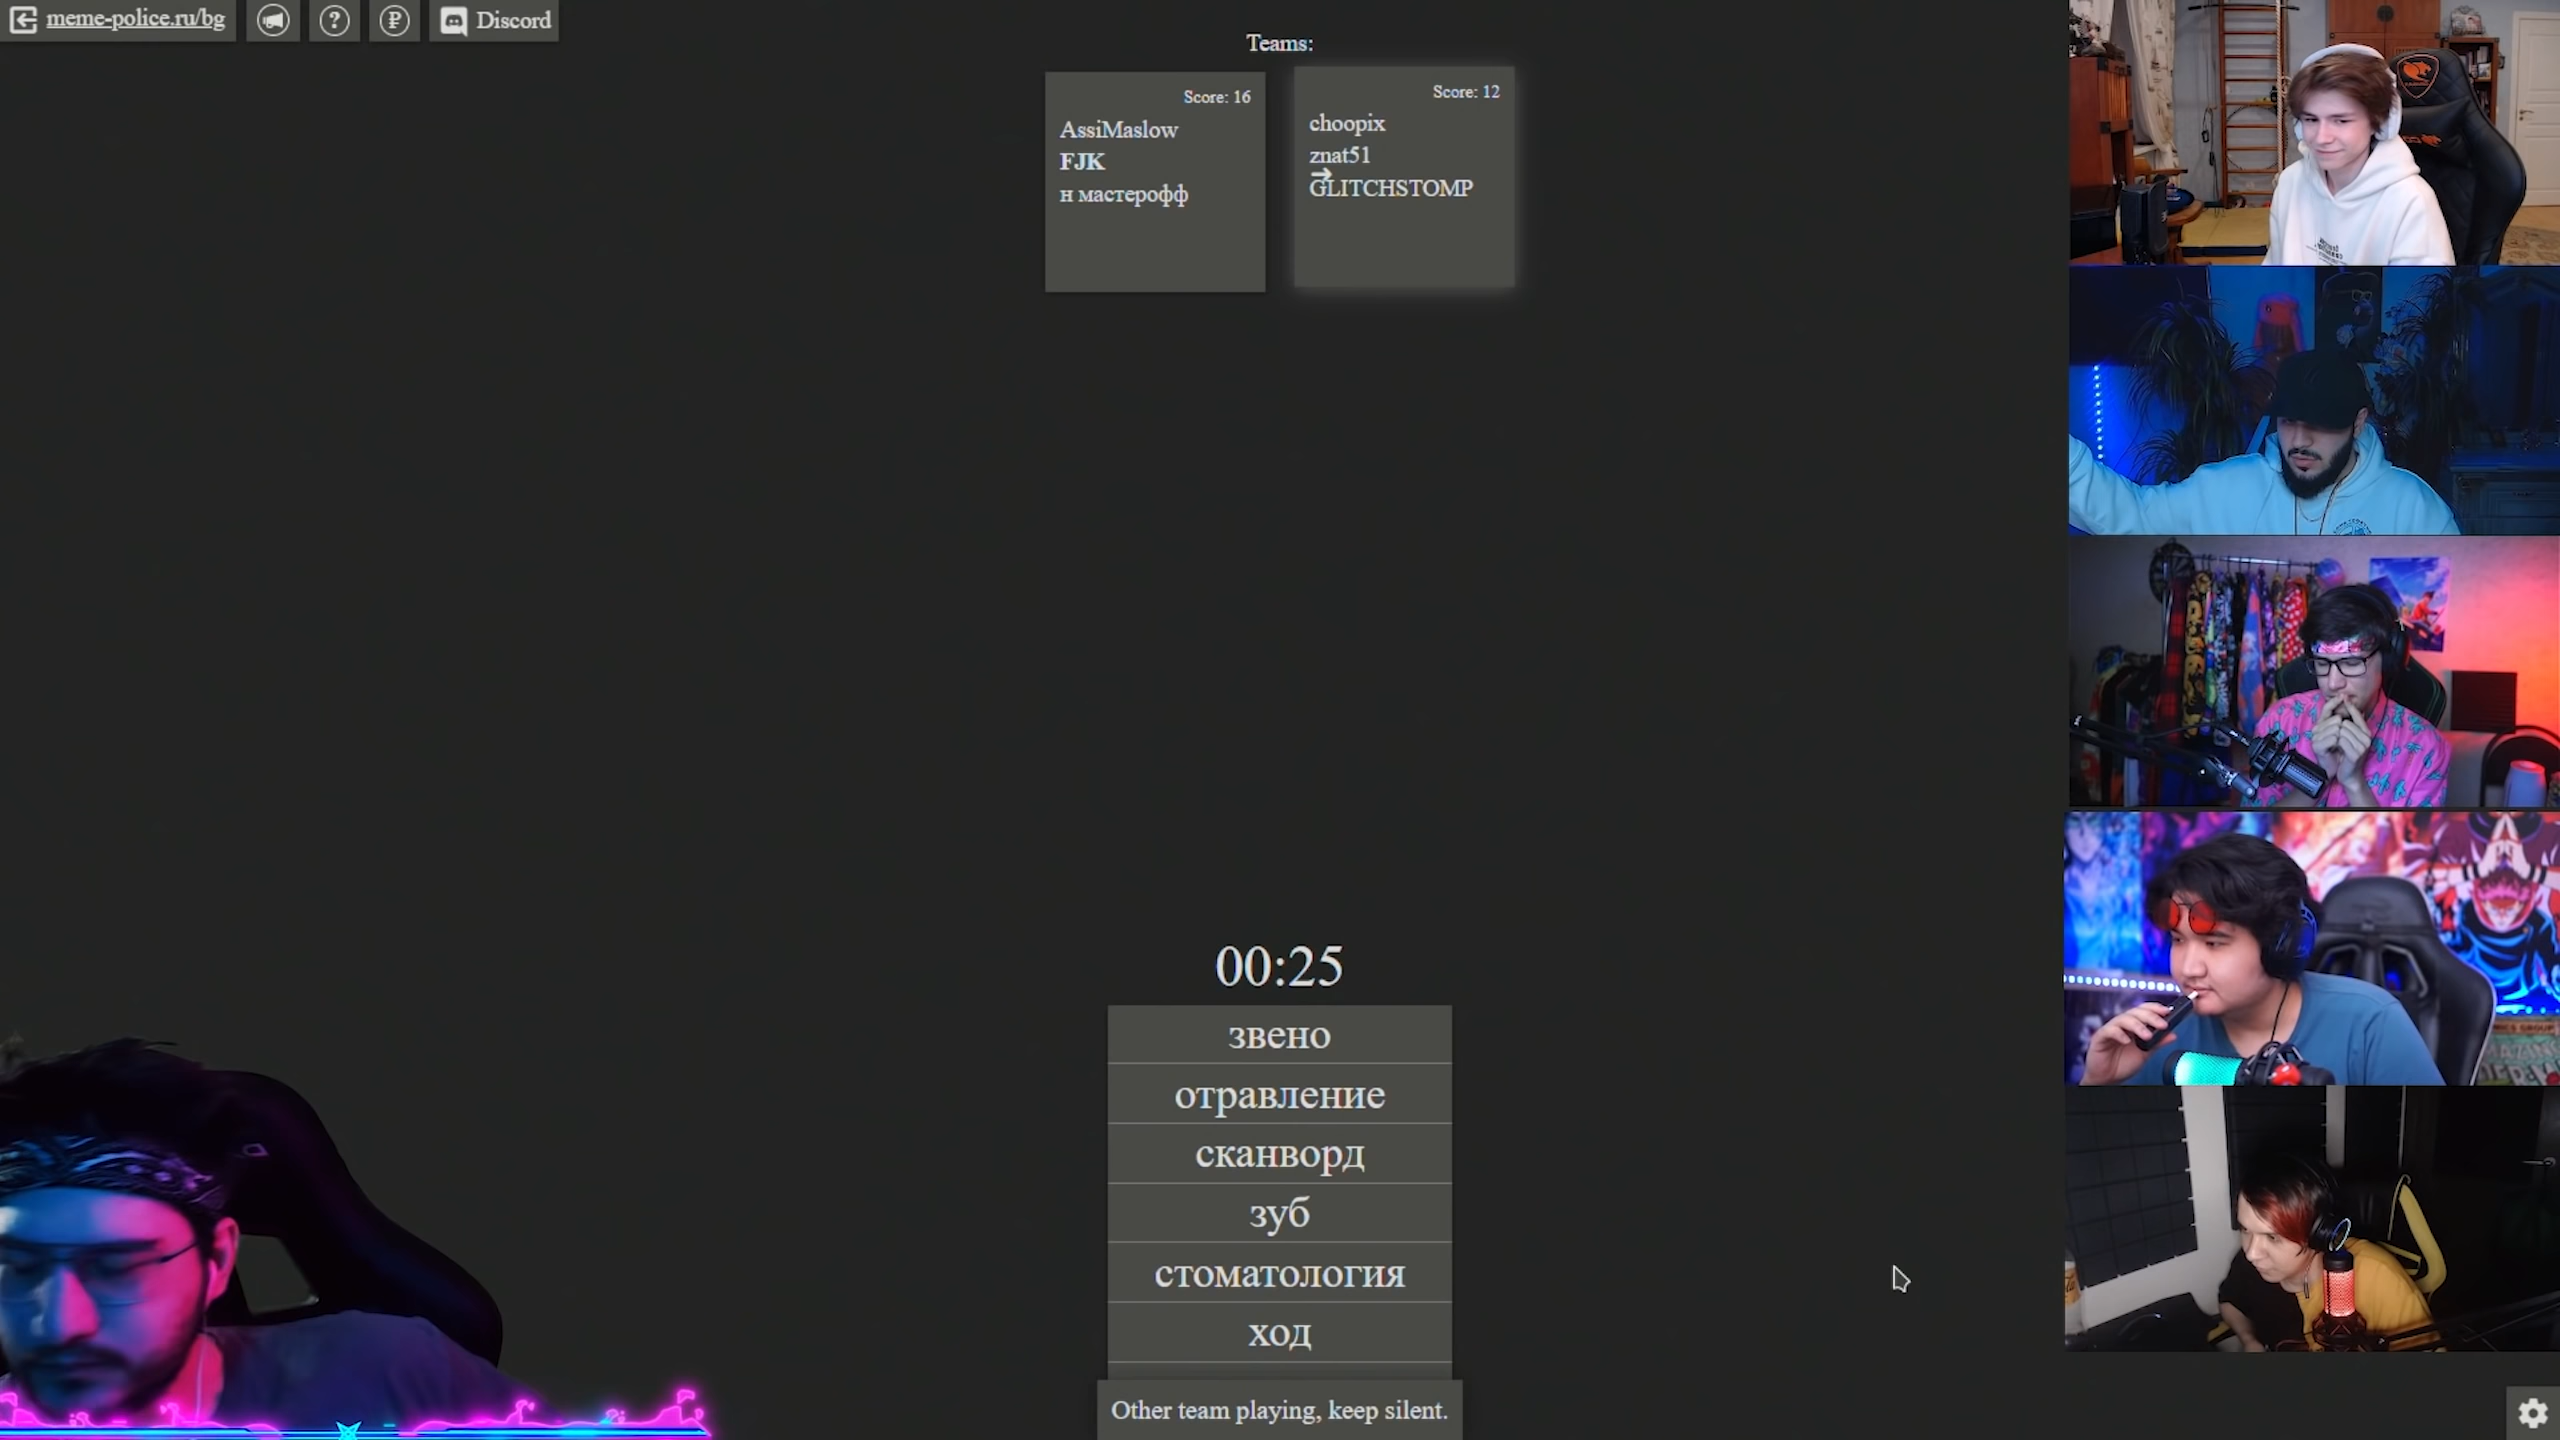 meme-police.ru/bg
?
₽
Discord
Teams:
Score: 16
AssiMaslow
FJK
н мастерофф
Score: 12
choopix
znat51
GLITCHSTOMP
00:25
звено
отравление
сканворд
зуб
стоматология
ход
Other team playing, keep silent.